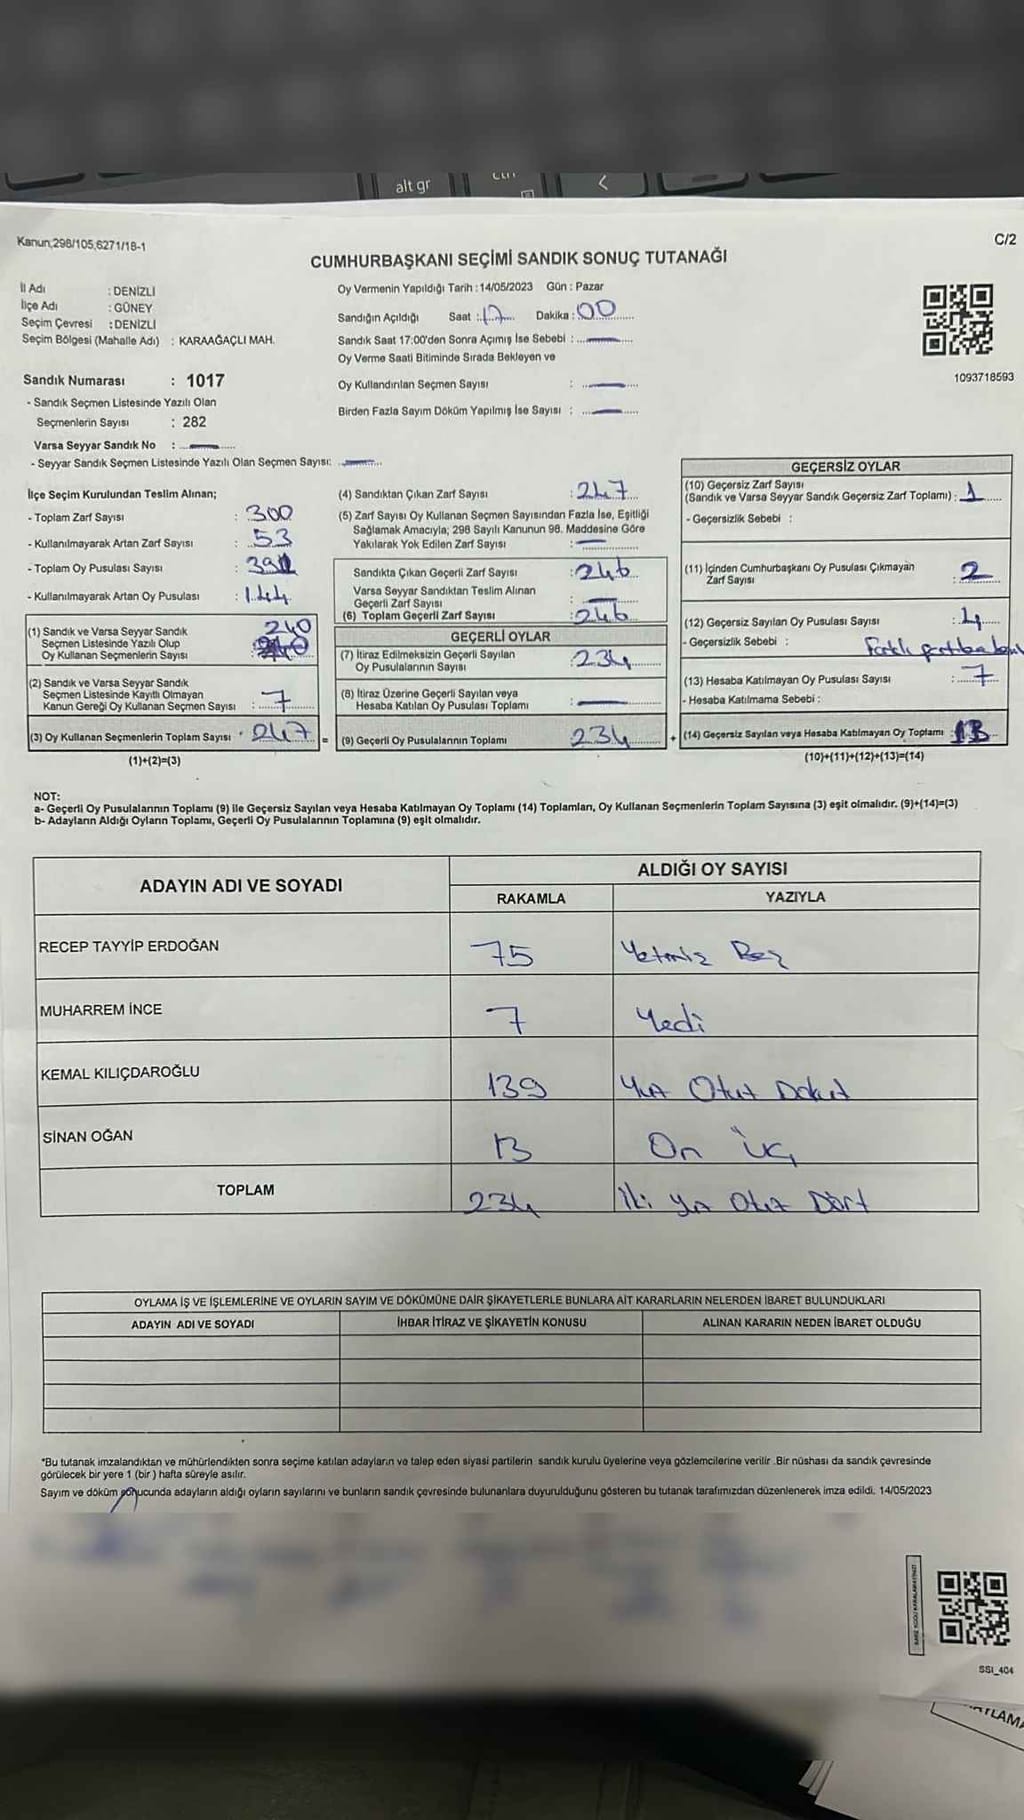 alt gr
<
Kanun,298/105,6271/18-1
C/2
CUMHURBAŞKANI SEÇİMİ SANDIK SONUÇ TUTANAĞI
İl Adı : DENİZLİ
İlçe Adı : GÜNEY
Seçim Çevresi : DENİZLİ
Seçim Bölgesi (Mahalle Adı) : KARAAĞAÇLI MAH.
Oy Vermenin Yapıldığı Tarih : 14/05/2023 Gün : Pazar
Sandığın Açıldığı Saat : 17 Dakika : 00
Sandık Saat 17:00'den Sonra Açımış İse Sebebi :
Oy Verme Saati Bitiminde Sırada Bekleyen ve
Oy Kullandırılan Seçmen Sayısı :
Birden Fazla Sayım Döküm Yapılmış İse Sayısı :
1093718593
Sandık Numarası : 1017
- Sandık Seçmen Listesinde Yazılı Olan
Seçmenlerin Sayısı : 282
Varsa Seyyar Sandık No :
- Seyyar Sandık Seçmen Listesinde Yazılı Olan Seçmen Sayısı:
İlçe Seçim Kurulundan Teslim Alınan;
- Toplam Zarf Sayısı : 300
- Kullanılmayarak Artan Zarf Sayısı : 53
- Toplam Oy Pusulası Sayısı :
- Kullanılmayarak Artan Oy Pusulası : 144
(1) Sandık ve Varsa Seyyar Sandık
Seçmen Listesinde Yazılı Olup
Oy Kullanan Seçmenlerin Sayısı : 240
(2) Sandık ve Varsa Seyyar Sandık
Seçmen Listesinde Kayıtlı Olmayan
Kanun Gereği Oy Kullanan Seçmen Sayısı : 7
(3) Oy Kullanan Seçmenlerin Toplam Sayısı : 247 =
(1)+(2)=(3)
(4) Sandıktan Çıkan Zarf Sayısı : 247
(5) Zarf Sayısı Oy Kullanan Seçmen Sayısından Fazla İse, Eşitliği
Sağlamak Amacıyla; 298 Sayılı Kanunun 98. Maddesine Göre
Yakılarak Yok Edilen Zarf Sayısı :
Sandıkta Çıkan Geçerli Zarf Sayısı : 246
Varsa Seyyar Sandıktan Teslim Alınan
Geçerli Zarf Sayısı :
(6) Toplam Geçerli Zarf Sayısı : 246
GEÇERLİ OYLAR
(7) İtiraz Edilmeksizin Geçerli Sayılan
Oy Pusulalarının Sayısı : 234
(8) İtiraz Üzerine Geçerli Sayılan veya
Hesaba Katılan Oy Pusulası Toplamı :
(9) Geçerli Oy Pusulalarının Toplamı 234 +
GEÇERSİZ OYLAR
(10) Geçersiz Zarf Sayısı
(Sandık ve Varsa Seyyar Sandık Geçersiz Zarf Toplamı) : 1
- Geçersizlik Sebebi :
(11) İçinden Cumhurbaşkanı Oy Pusulası Çıkmayan
Zarf Sayısı : 2
(12) Geçersiz Sayılan Oy Pusulası Sayısı : 4
- Geçersizlik Sebebi : Farklı
(13) Hesaba Katılmayan Oy Pusulası Sayısı : 7
- Hesaba Katılmama Sebebi :
(14) Geçersiz Sayılan veya Hesaba Katılmayan Oy Toplamı : 13
(10)+(11)+(12)+(13)=(14)
NOT:
a- Geçerli Oy Pusulalarının Toplamı (9) ile Geçersiz Sayılan veya Hesaba Katılmayan Oy Toplamı (14) Toplamları, Oy Kullanan Seçmenlerin Toplam Sayısına (3) eşit olmalıdır. (9)+(14)=(3)
b- Adayların Aldığı Oyların Toplamı, Geçerli Oy Pusulalarının Toplamına (9) eşit olmalıdır.
ADAYIN ADI VE SOYADI
ALDIĞI OY SAYISI
RAKAMLA YAZIYLA
RECEP TAYYİP ERDOĞAN 75 Yetmiş Beş
MUHARREM İNCE 7 Yedi
KEMAL KILIÇDAROĞLU 139 Yüz Otuz Dokuz
SİNAN OĞAN 13 On Üç
TOPLAM 234 İki yüz Otuz Dört
OYLAMA İŞ VE İŞLEMLERİNE VE OYLARIN SAYIM VE DÖKÜMÜNE DAİR ŞİKAYETLERLE BUNLARA AİT KARARLARIN NELERDEN İBARET BULUNDUKLARI
ADAYIN ADI VE SOYADI İHBAR İTİRAZ VE ŞİKAYETİN KONUSU ALINAN KARARIN NEDEN İBARET OLDUĞU
*Bu tutanak imzalandıktan ve mühürlendikten sonra seçime katılan adayların ve talep eden siyasi partilerin sandık kurulu üyelerine veya gözlemcilerine verilir .Bir nüshası da sandık çevresinde
görülecek bir yere 1 (bir ) hafta süreyle asılır.
Sayım ve döküm sonucunda adayların aldığı oyların sayılarını ve bunların sandık çevresinde bulunanlara duyurulduğunu gösteren bu tutanak tarafımızdan düzenlenerek imza edildi. 14/05/2023
SSI_404